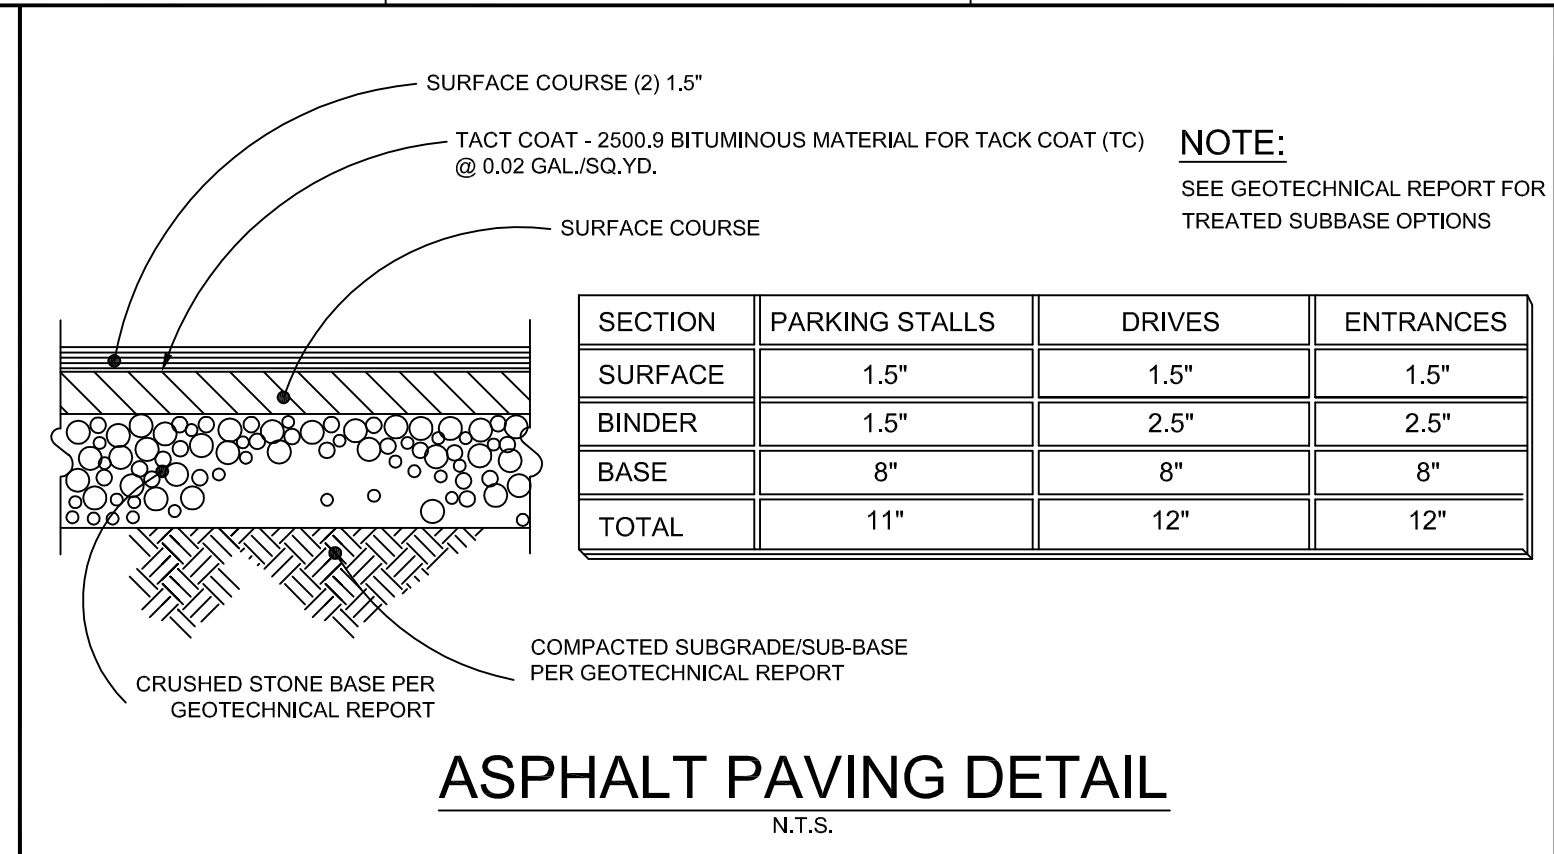 SURFACE COURSE (2) 1.5"
TACT COAT - 2500.9 BITUMINOUS MATERIAL FOR TACK COAT (TC)
@ 0.02 GAL./SQ.YD.
SURFACE COURSE
NOTE:
SEE GEOTECHNICAL REPORT FOR
TREATED SUBBASE OPTIONS
SECTION PARKING STALLS DRIVES ENTRANCES
SURFACE 1.5" 1.5" 1.5"
BINDER 1.5" 2.5" 2.5"
BASE 8" 8" 8"
TOTAL 11" 12" 12"
COMPACTED SUBGRADE/SUB-BASE
PER GEOTECHNICAL REPORT
CRUSHED STONE BASE PER
GEOTECHNICAL REPORT
ASPHALT PAVING DETAIL
N.T.S.